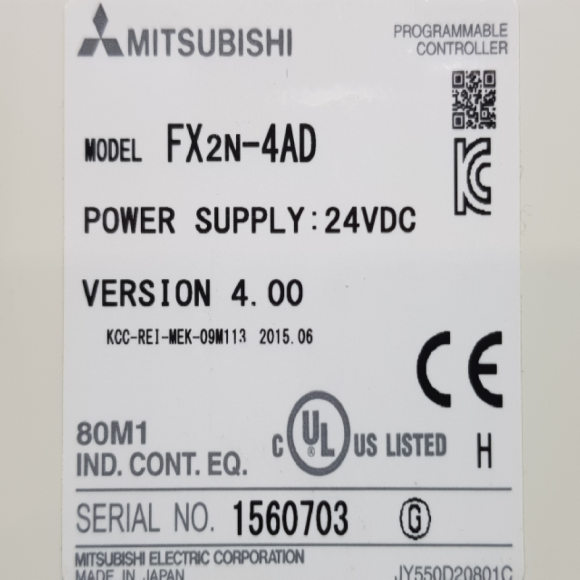 MITSUBISHI
PROGRAMMABLE
CONTROLLER
MODEL FX2N-4AD
POWER SUPPLY:24VDC
VERSION 4.00
KCC-REI-MEK-09M113 2015.06
CE
80M1
IND. CONT. EQ.
C UL ® US LISTED H
SERIAL NO. 1560703 G
MITSUBISHI ELECTRIC CORPORATION
MADE IN JAPAN JY550D20801C